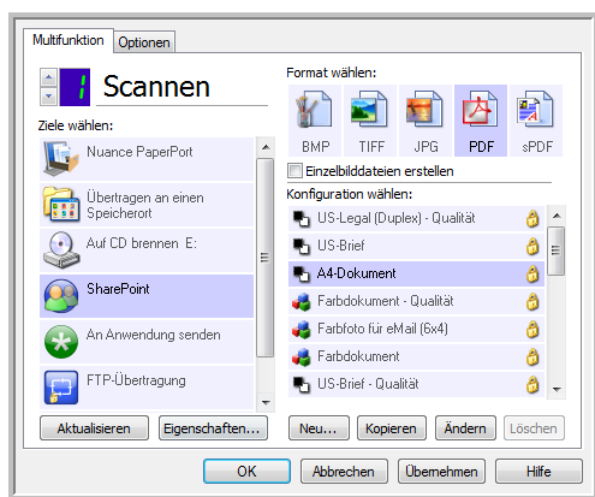 Multifunktion
Optionen
1 Scannen
Ziele wählen:
Nuance PaperPort
Übertragen an einen
Speicherort
Auf CD brennen E:
SharePoint
An Anwendung senden
FTP-Übertragung
Aktualisieren
Eigenschaften...
Format wählen:
BMP
TIFF
JPG
PDF
sPDF
Einzelbilddateien erstellen
Konfiguration wählen:
US-Legal (Duplex) - Qualität
US-Brief
A4-Dokument
Farbdokument - Qualität
Farbfoto für eMail (6x4)
Farbdokument
US-Brief - Qualität
Neu...
Kopieren
Ändern
Löschen
OK
Abbrechen
Übernehmen
Hilfe